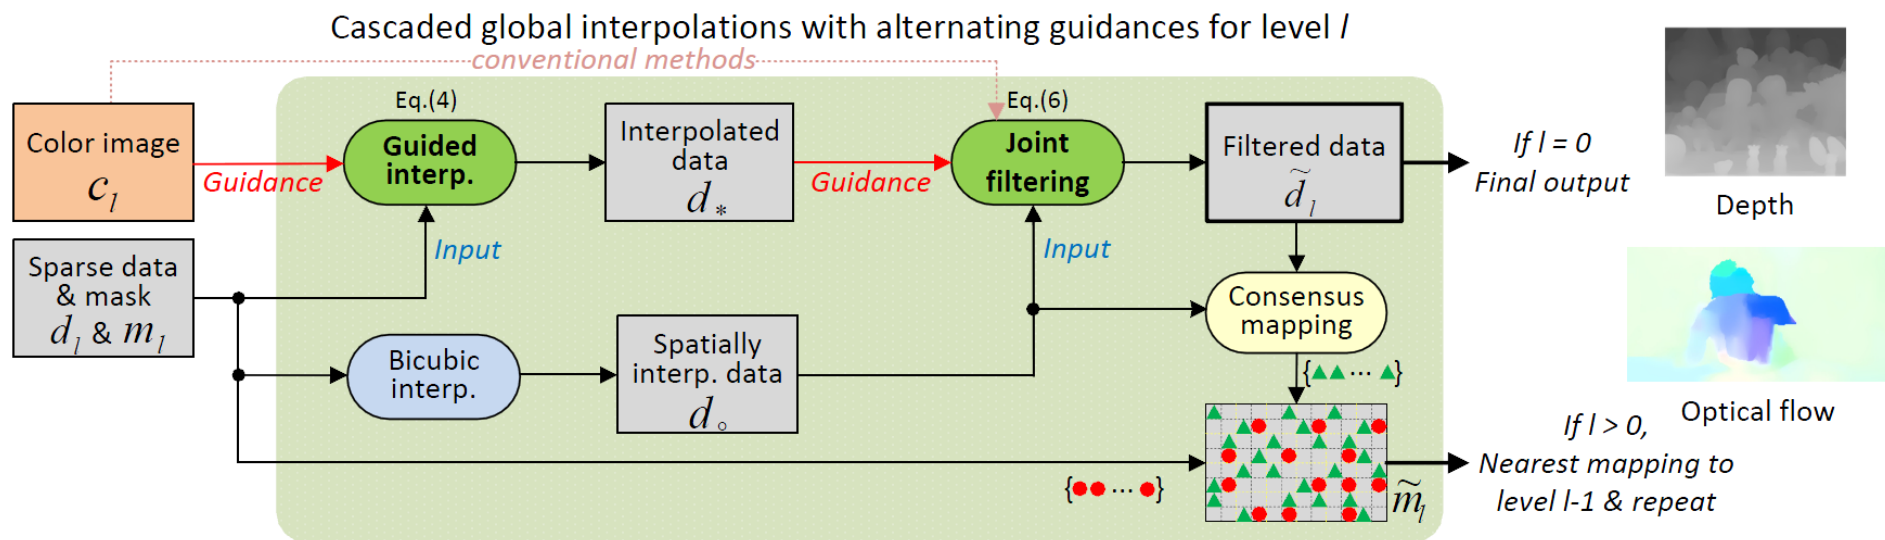 Cascaded global interpolations with alternating guidances for level l
conventional methods
Color image
c_l
Guidance
Eq.(4)
Guided
interp.
Interpolated
data
d_*
Guidance
Eq.(6)
Joint
filtering
Filtered data
d̃_l
If l = 0
Final output
Depth
Sparse data
& mask
d_l & m_l
Input
Input
Bicubic
interp.
Spatially
interp. data
d_○
Consensus
mapping
{▲▲ ··· ▲}
{●● ··· ●}
m̃_l
Optical flow
If l > 0,
Nearest mapping to
level l-1 & repeat